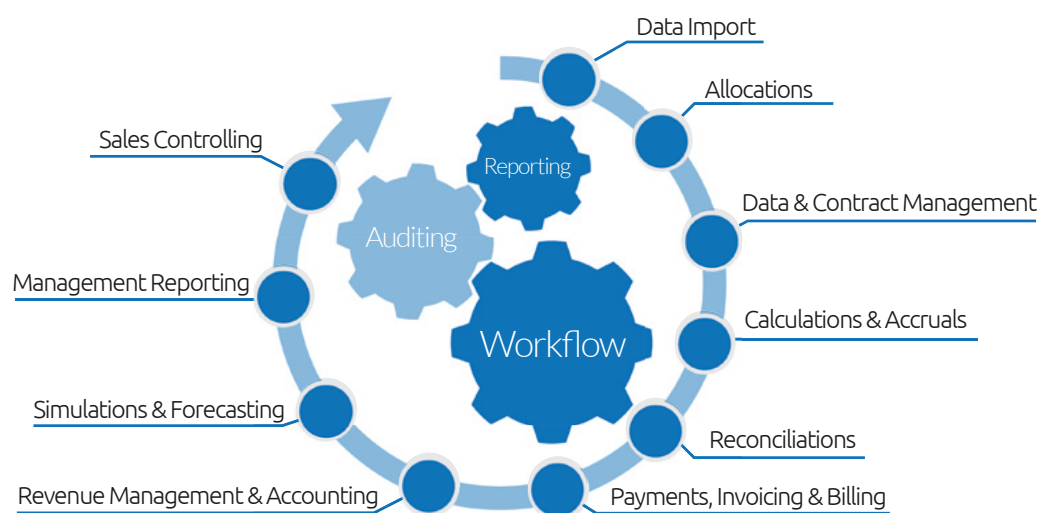 Data Import
Allocations
Sales Controlling
Reporting
Data & Contract Management
Auditing
Management Reporting
Calculations & Accruals
Workflow
Simulations & Forecasting
Reconciliations
Revenue Management & Accounting
Payments, Invoicing & Billing